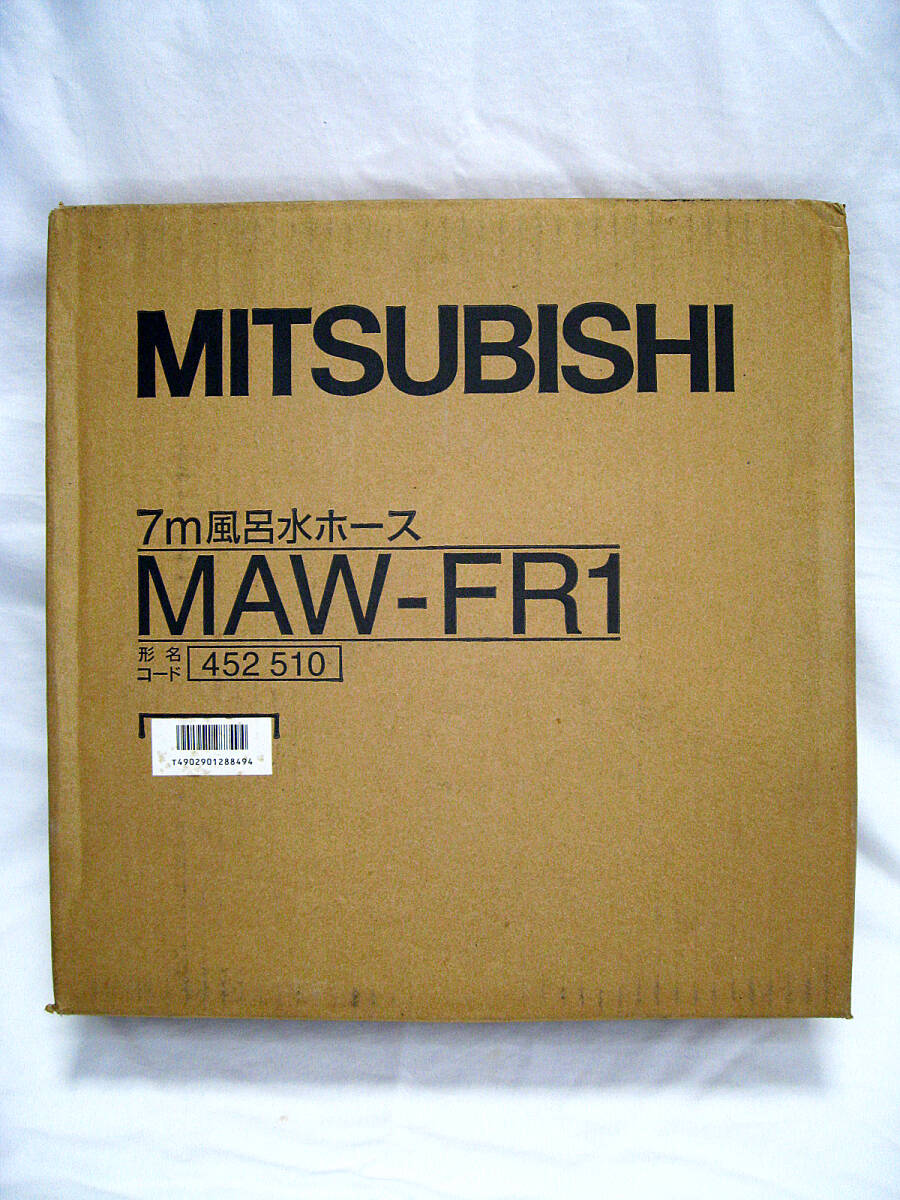 MITSUBISHI
7m風呂水ホース
MAW-FR1
形名
コード 452 510
T4902901288494